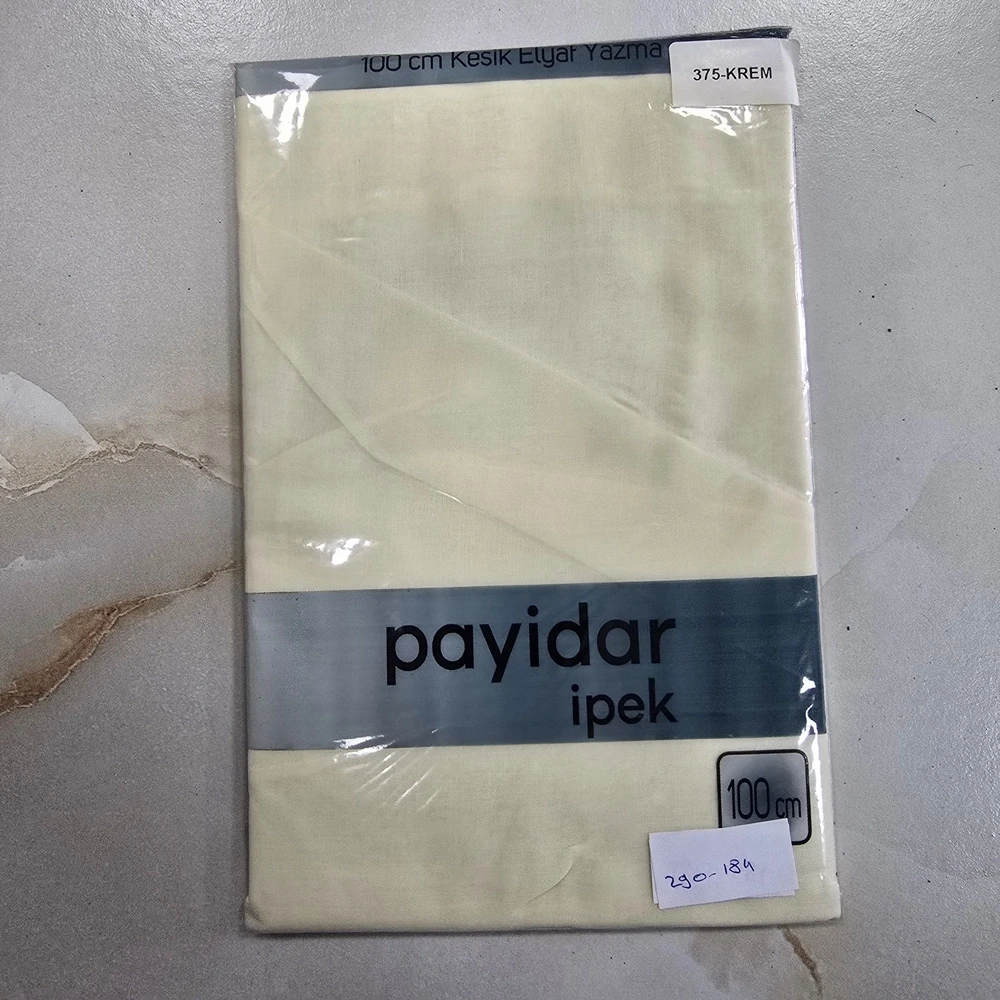 100 cm Kesik Elyaf Yazma
375-KREM
payidar
ipek
100 cm
290-184